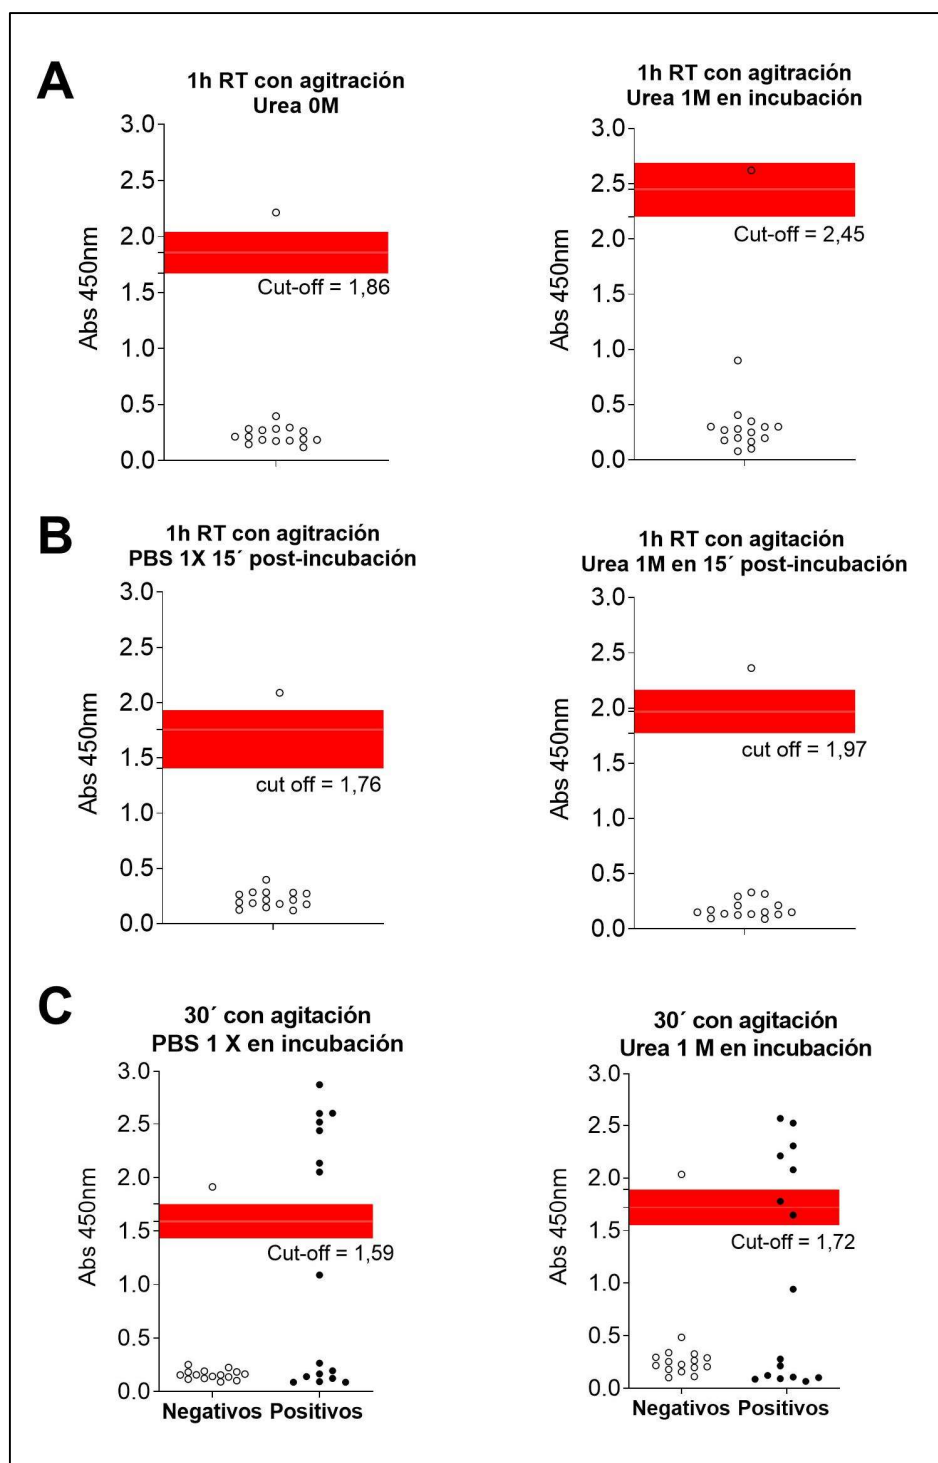 A
1h RT con agitración
Urea 0M
3.0
2.5
2.0
1.5
1.0
0.5
0.0
Abs 450nm
Cut-off = 1,86
1h RT con agitración
Urea 1M en incubación
3.0
2.5
2.0
1.5
1.0
0.5
0.0
Abs 450nm
Cut-off = 2,45
B
1h RT con agitración
PBS 1X 15´ post-incubación
3.0
2.5
2.0
1.5
1.0
0.5
0.0
Abs 450nm
cut off = 1,76
1h RT con agitación
Urea 1M en 15´ post-incubación
3.0
2.5
2.0
1.5
1.0
0.5
0.0
Abs 450nm
cut off = 1,97
C
30´ con agitación
PBS 1 X en incubación
3.0
2.5
2.0
1.5
1.0
0.5
0.0
Abs 450nm
Cut-off = 1,59
Negativos Positivos
30´ con agitación
Urea 1 M en incubación
3.0
2.5
2.0
1.5
1.0
0.5
0.0
Abs 450nm
Cut-off = 1,72
Negativos Positivos